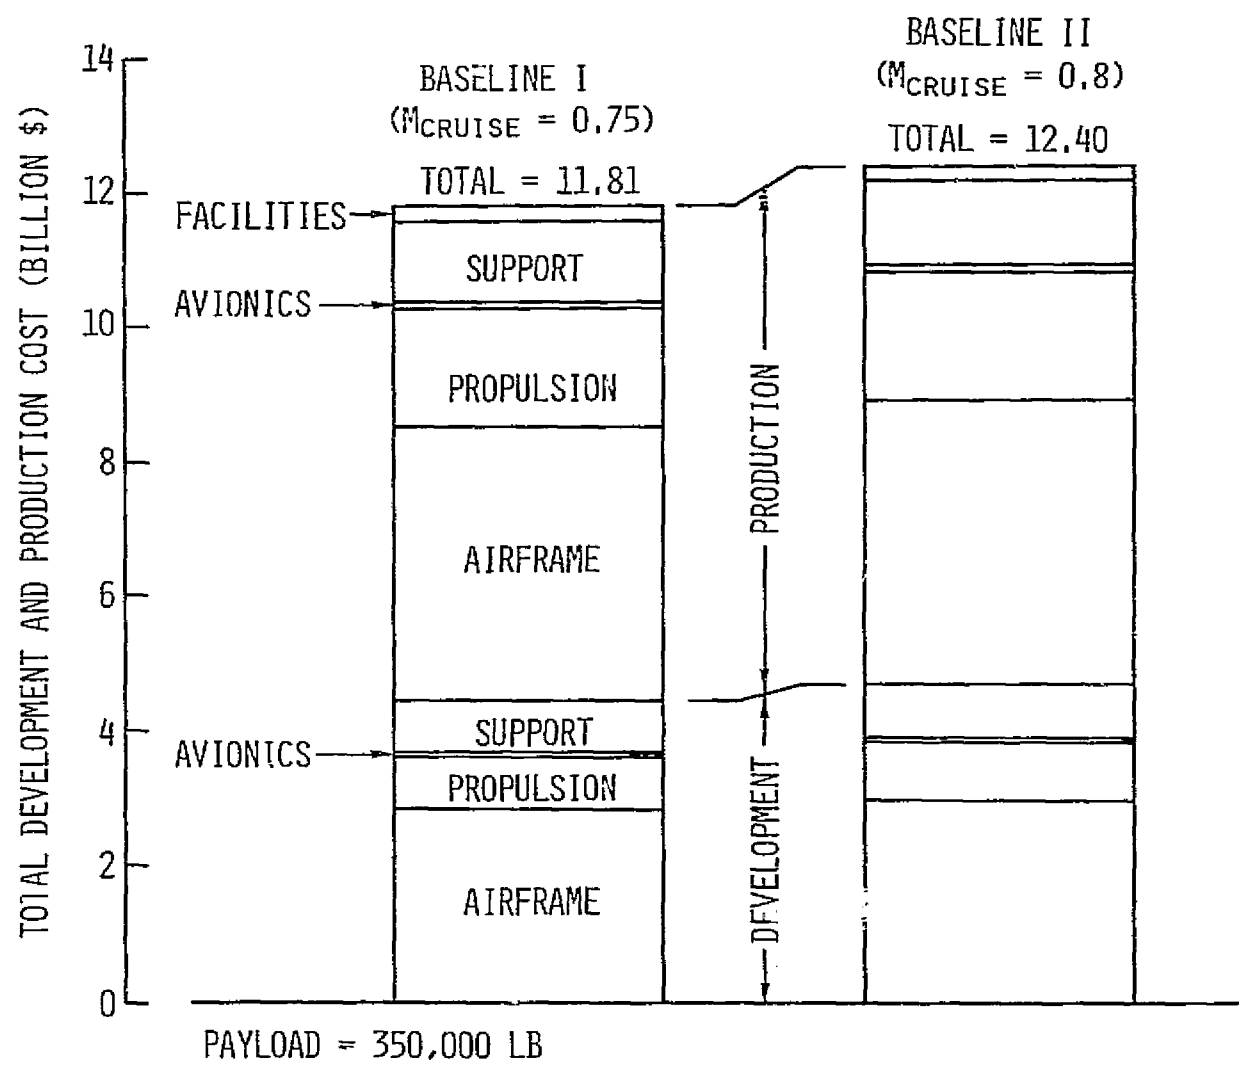 TOTAL DEVELOPMENT AND PRODUCTION COST (BILLION $)
14
12
10
8
6
4
2
0
BASELINE I
(MCRUISE = 0.75)
TOTAL = 11.81
BASELINE II
(MCRUISE = 0.8)
TOTAL = 12.40
FACILITIES
SUPPORT
AVIONICS
PROPULSION
AIRFRAME
SUPPORT
AVIONICS
PROPULSION
AIRFRAME
PRODUCTION
DEVELOPMENT
PAYLOAD = 350,000 LB